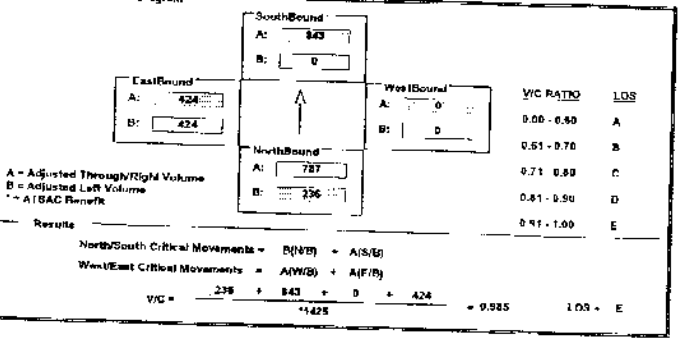 SouthBound
A: 843
B: 0
EastBound
A: 424
B: 424
WestBound
A: 0
B: 0
NorthBound
A: 787
B: 236
V/C RATIO LOS
0.00 - 0.60 A
0.61 - 0.70 B
0.71 - 0.80 C
0.81 - 0.90 D
0.91 - 1.00 E
A = Adjusted Through/Right Volume
B = Adjusted Left Volume
* = ATSAC Benefit
Results
North/South Critical Movements = B(N/B) + A(S/B)
West/East Critical Movements = A(W/B) + A(E/B)
V/C = 236 + 843 + 0 + 424 = 0.985 LOS = E
*1425